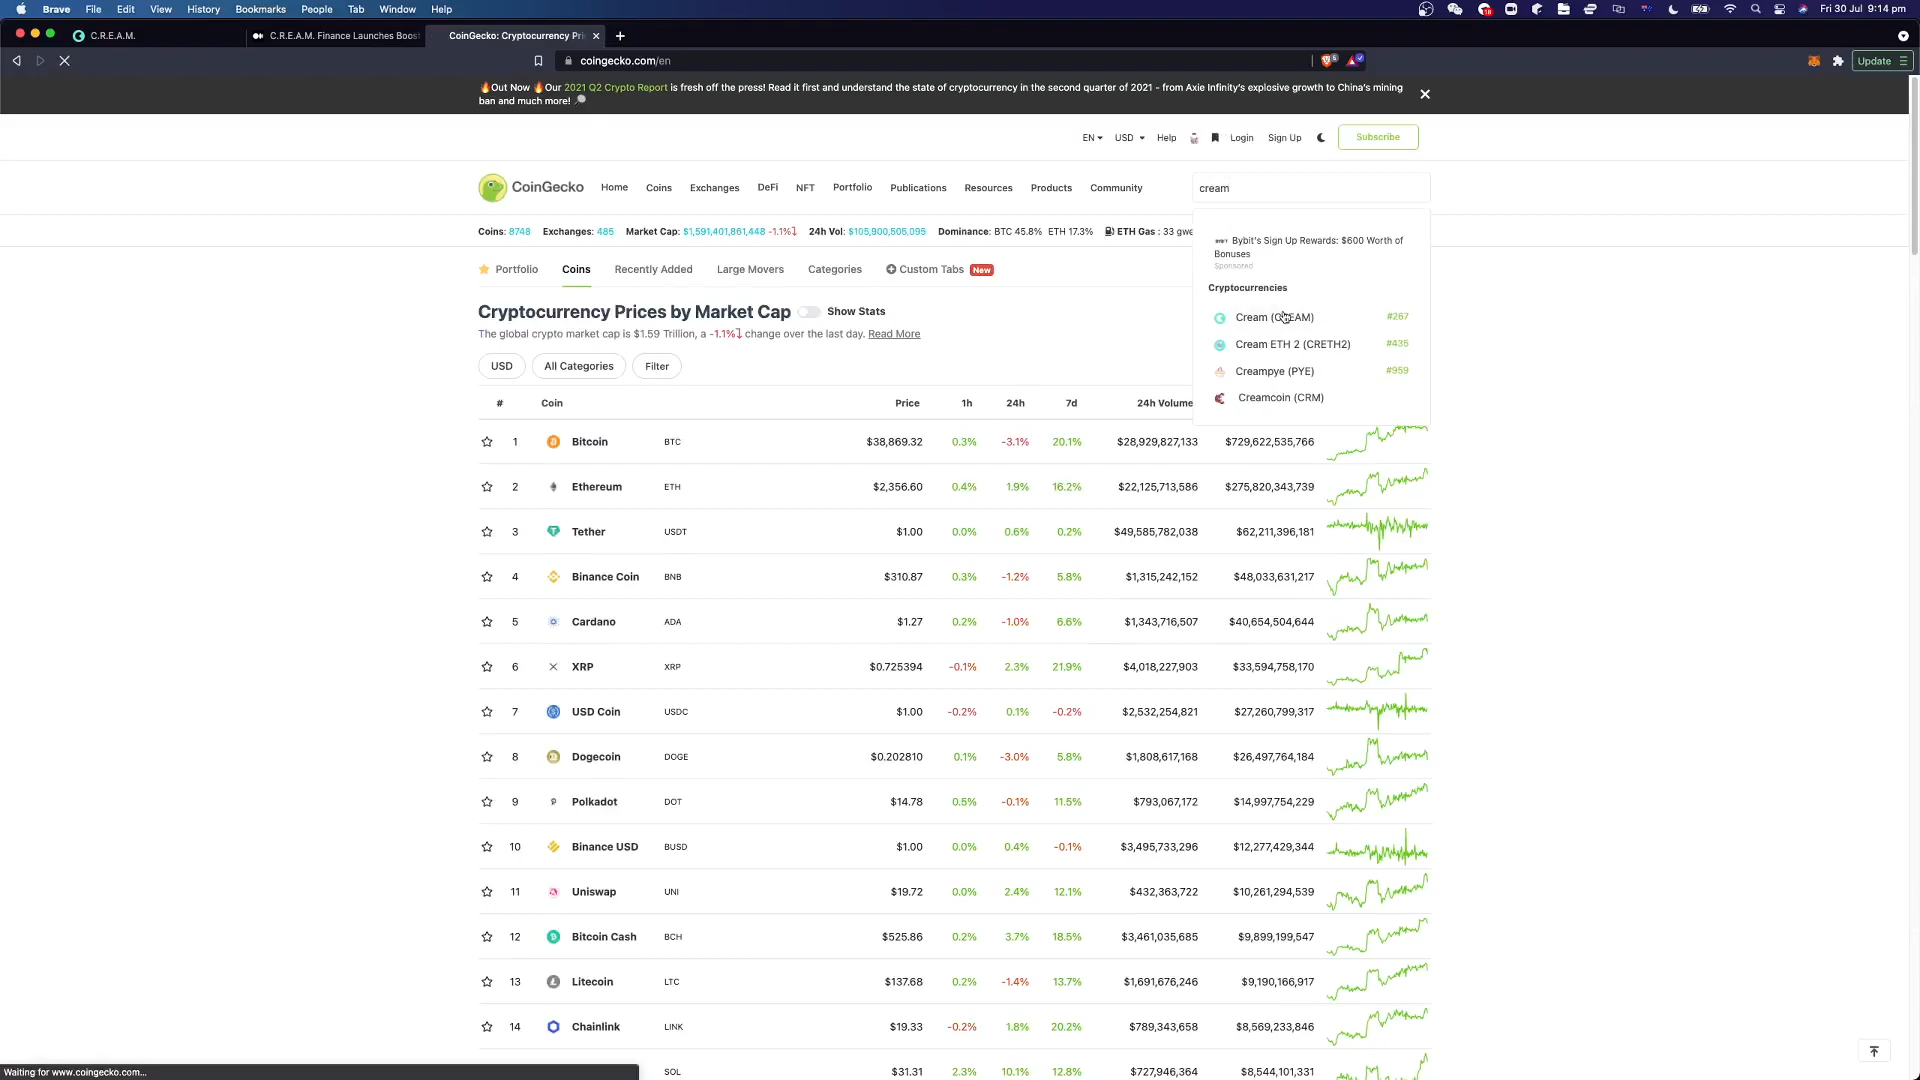 Brave File Edit View History Bookmarks People Tab Window Help
18
Fri 30 Jul 9:14 pm
C.R.E.A.M.
C.R.E.A.M. Finance Launches Boost
CoinGecko: Cryptocurrency Pri
coingecko.com/en
Update
🔥Out Now 🔥Our 2021 Q2 Crypto Report is fresh off the press! Read it first and understand the state of cryptocurrency in the second quarter of 2021 - from Axie Infinity's explosive growth to China's mining
ban and much more! 🔎
EN USD Help Login Sign Up Subscribe
CoinGecko Home Coins Exchanges DeFi NFT Portfolio Publications Resources Products Community
cream
Coins: 8748 Exchanges: 485 Market Cap: $1,591,401,861,448 -1.1% 24h Vol: $105,900,505,095 Dominance: BTC 45.8% ETH 17.3% ETH Gas : 33 gwe
Bybit's Sign Up Rewards: $600 Worth of
Bonuses
Sponsored
Cryptocurrencies
Cream (CREAM) #267
Cream ETH 2 (CRETH2) #435
Creampye (PYE) #959
Creamcoin (CRM)
Portfolio Coins Recently Added Large Movers Categories Custom Tabs New
Cryptocurrency Prices by Market Cap Show Stats
The global crypto market cap is $1.59 Trillion, a -1.1% change over the last day. Read More
USD All Categories Filter
# Coin Price 1h 24h 7d 24h Volume
1 Bitcoin BTC $38,869.32 0.3% -3.1% 20.1% $28,929,827,133 $729,622,535,766
2 Ethereum ETH $2,356.60 0.4% 1.9% 16.2% $22,125,713,586 $275,820,343,739
3 Tether USDT $1.00 0.0% 0.6% 0.2% $49,585,782,038 $62,211,396,181
4 Binance Coin BNB $310.87 0.3% -1.2% 5.8% $1,315,242,152 $48,033,631,217
5 Cardano ADA $1.27 0.2% -1.0% 6.6% $1,343,716,507 $40,654,504,644
6 XRP XRP $0.725394 -0.1% 2.3% 21.9% $4,018,227,903 $33,594,758,170
7 USD Coin USDC $1.00 -0.2% 0.1% -0.2% $2,532,254,821 $27,260,799,317
8 Dogecoin DOGE $0.202810 0.1% -3.0% 5.8% $1,808,617,168 $26,497,764,184
9 Polkadot DOT $14.78 0.5% -0.1% 11.5% $793,067,172 $14,997,754,229
10 Binance USD BUSD $1.00 0.0% 0.4% -0.1% $3,495,733,296 $12,277,429,344
11 Uniswap UNI $19.72 0.0% 2.4% 12.1% $432,363,722 $10,261,294,539
12 Bitcoin Cash BCH $525.86 0.2% 3.7% 18.5% $3,461,035,685 $9,899,199,547
13 Litecoin LTC $137.68 0.2% -1.4% 13.7% $1,691,676,246 $9,190,166,917
14 Chainlink LINK $19.33 -0.2% 1.8% 20.2% $789,343,658 $8,569,233,846
SOL $31.31 2.3% 10.1% 12.8% $727,946,364 $8,544,101,331
Waiting for www.coingecko.com...